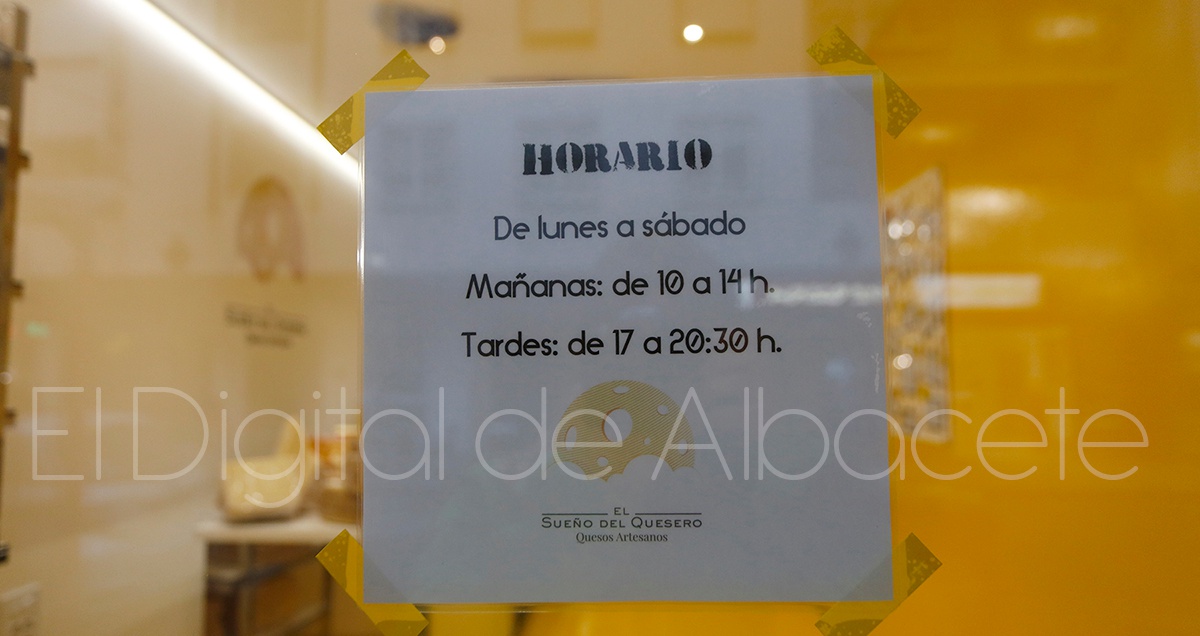 HORARIO
De lunes a sábado
Mañanas: de 10 a 14 h.
Tardes: de 17 a 20:30 h.
El Digital de Albacete
EL
SUEÑO DEL QUESERO
Quesos Artesanos